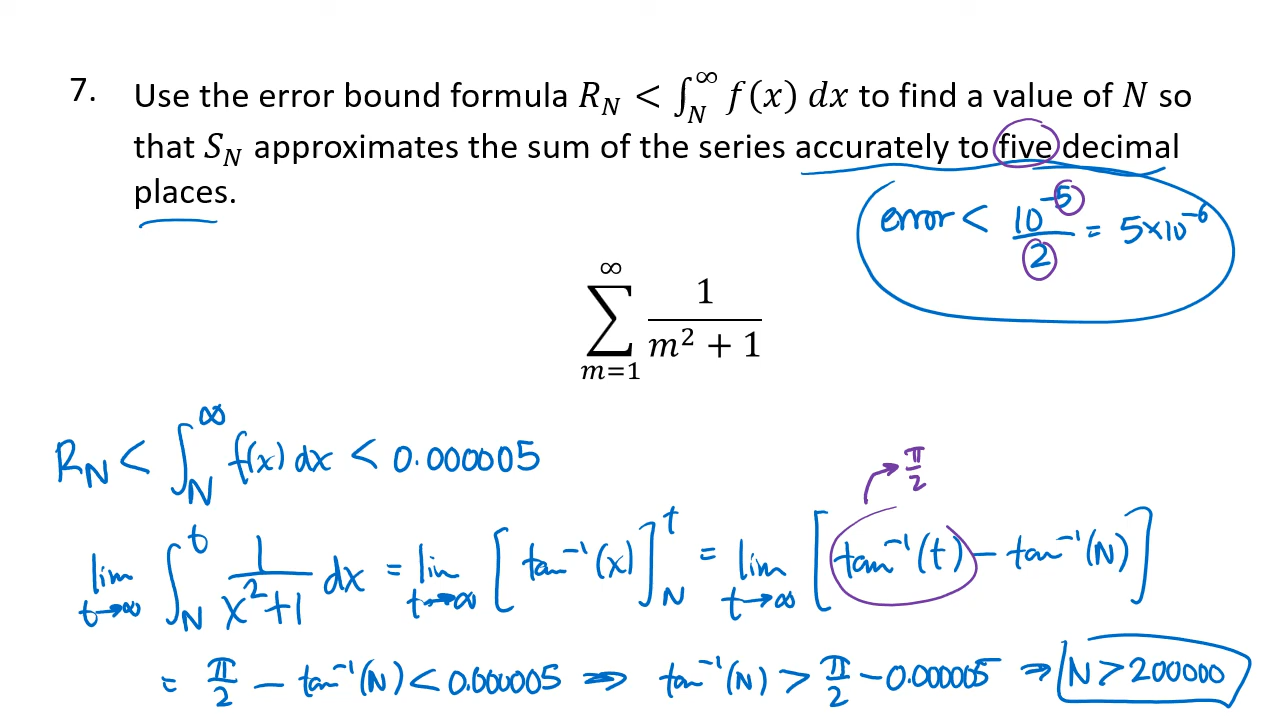 7. Use the error bound formula R_N < ∫_N^∞ f(x) dx to find a value of N so
that S_N approximates the sum of the series accurately to five decimal
places.
error < 10^-5 / 2 = 5×10^-6
∑_{m=1}^∞ 1/(m² + 1)
R_N < ∫_N^∞ f(x) dx < 0.000005
→ π/2
lim_{t→∞} ∫_N^t 1/(x²+1) dx = lim_{t→∞} [tan^-1(x)]_N^t = lim_{t→∞} [tan^-1(t) − tan^-1(N)]
= π/2 − tan^-1(N) < 0.000005 ⇒ tan^-1(N) > π/2 − 0.000005 ⇒ N > 200000